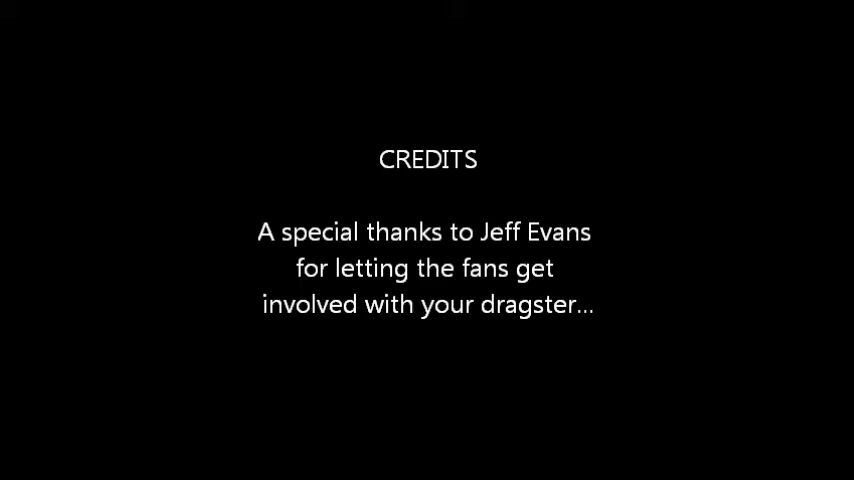 CREDITS
A special thanks to Jeff Evans
for letting the fans get
involved with your dragster...